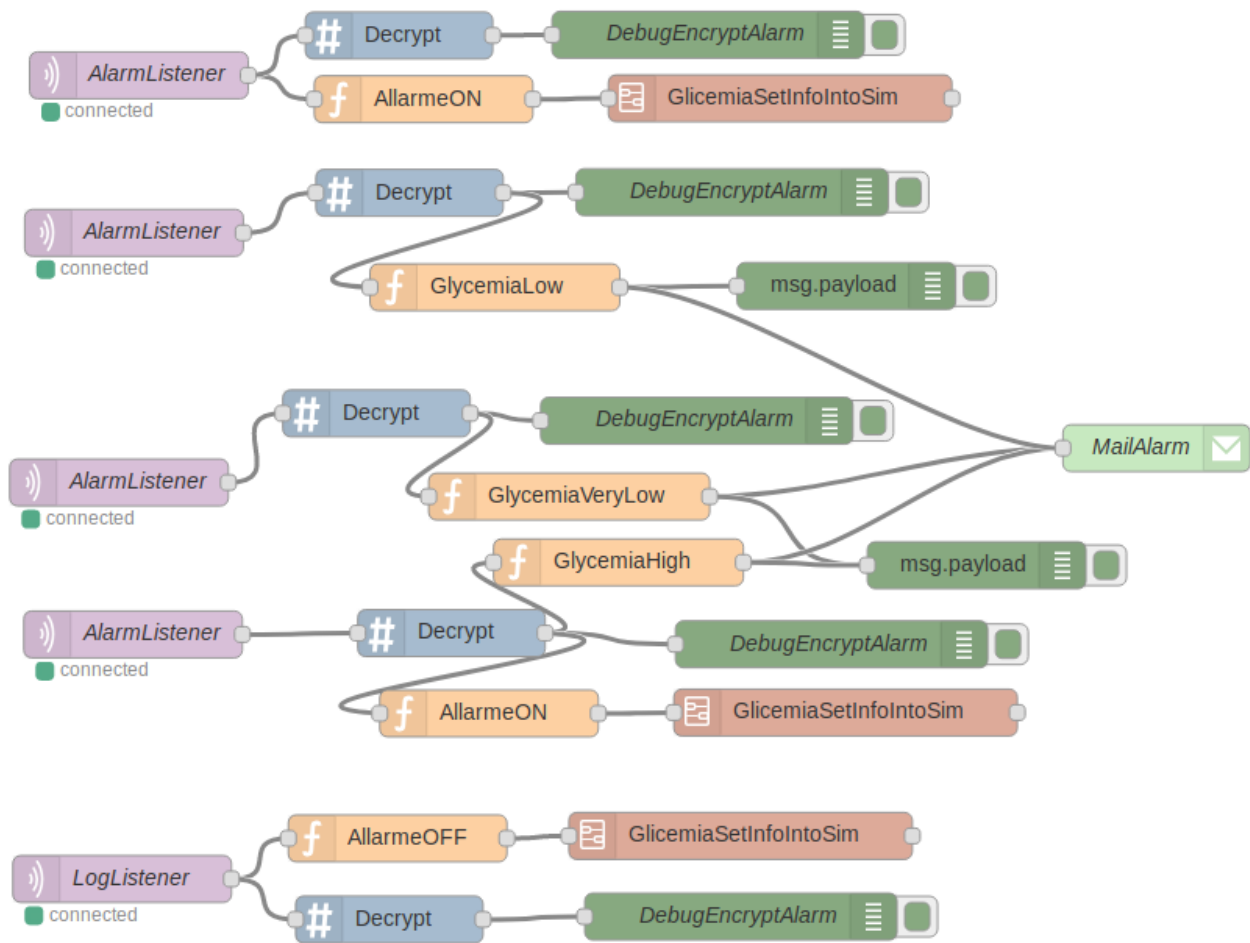 Decrypt
DebugEncryptAlarm
AlarmListener
connected
AllarmeON
GlicemiaSetInfoIntoSim
Decrypt
DebugEncryptAlarm
AlarmListener
connected
GlycemiaLow
msg.payload
Decrypt
DebugEncryptAlarm
MailAlarm
AlarmListener
connected
GlycemiaVeryLow
GlycemiaHigh
msg.payload
AlarmListener
connected
Decrypt
DebugEncryptAlarm
AllarmeON
GlicemiaSetInfoIntoSim
AllarmeOFF
GlicemiaSetInfoIntoSim
LogListener
connected
Decrypt
DebugEncryptAlarm